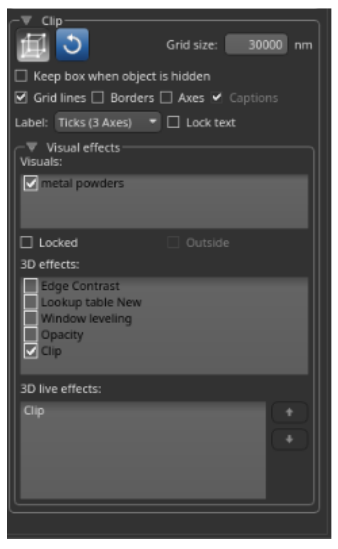 Clip
Grid size: 30000 nm
Keep box when object is hidden
Grid lines Borders Axes Captions
Label: Ticks (3 Axes) Lock text
Visual effects
Visuals:
metal powders
Locked Outside
3D effects:
Edge Contrast
Lookup table New
Window leveling
Opacity
Clip
3D live effects:
Clip